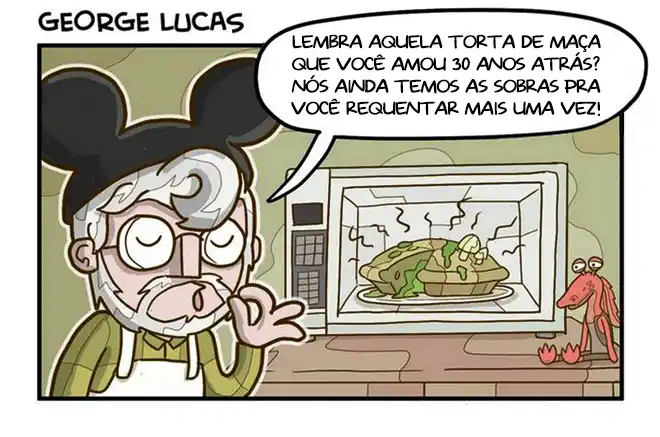 GEORGE LUCAS
LEMBRA AQUELA TORTA DE MAÇA
QUE VOCÊ AMOU 30 ANOS ATRÁS?
NÓS AINDA TEMOS AS SOBRAS PRA
VOCÊ REQUENTAR MAIS UMA VEZ!